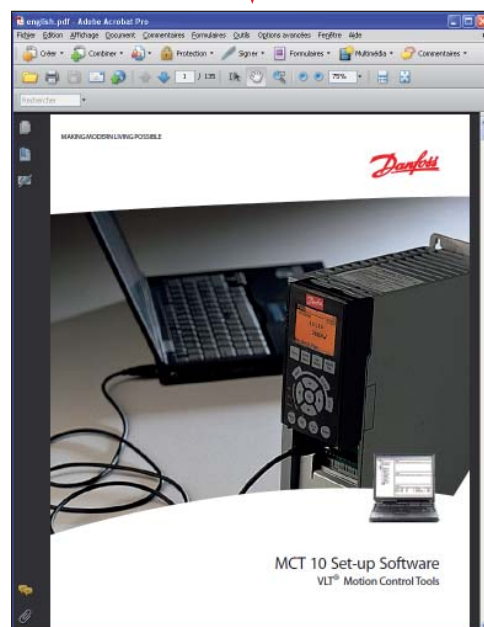 english.pdf - Adobe Acrobat Pro
Fichier Edition Affichage Document Commentaires Formulaires Outils Options avancées Fenêtre Aide
Créer Combiner Protection Signer Formulaires Multimédia Commentaires
1 / 135 75%
Rechercher
MAKING MODERN LIVING POSSIBLE
Danfoss
Danfoss
MCT 10 Set-up Software
VLT® Motion Control Tools